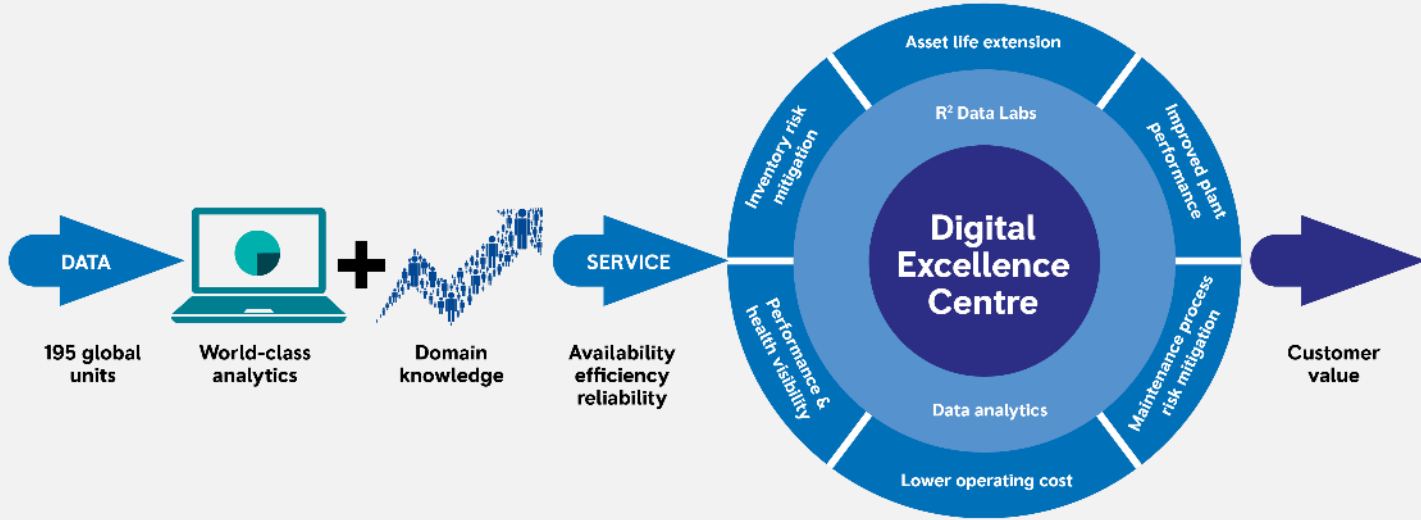 DATA
195 global
units
World-class
analytics
Domain
knowledge
SERVICE
Availability
efficiency
reliability
Asset life extension
Inventory risk
mitigation
Improved plant
performance
R² Data Labs
Digital
Excellence
Centre
Data analytics
Performance &
health visibility
Maintenance process
risk mitigation
Lower operating cost
Customer
value